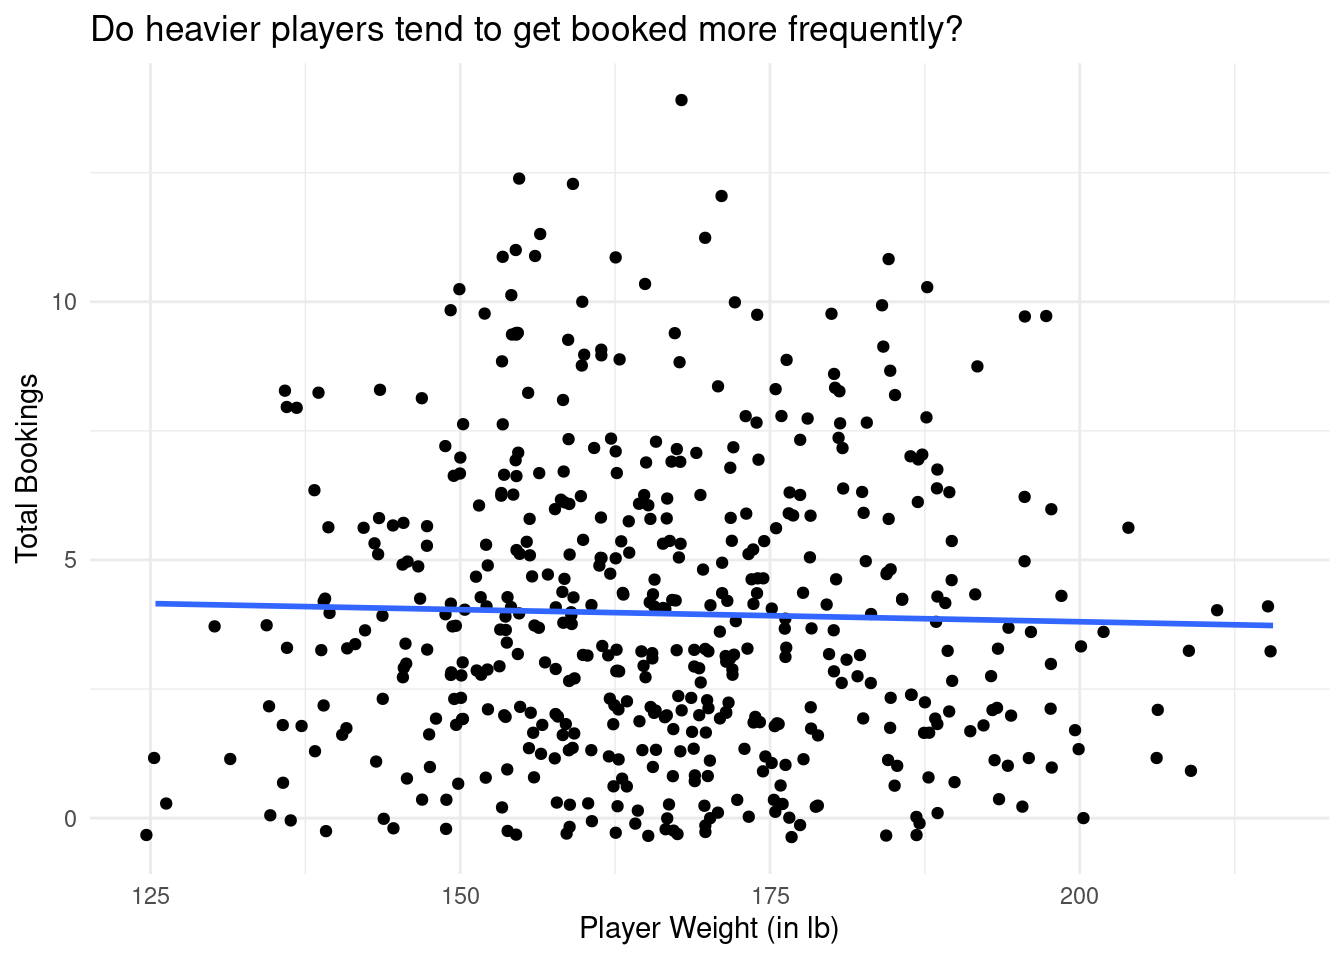 Do heavier players tend to get booked more frequently?
10
5
0
Total Bookings
125 150 175 200
Player Weight (in lb)